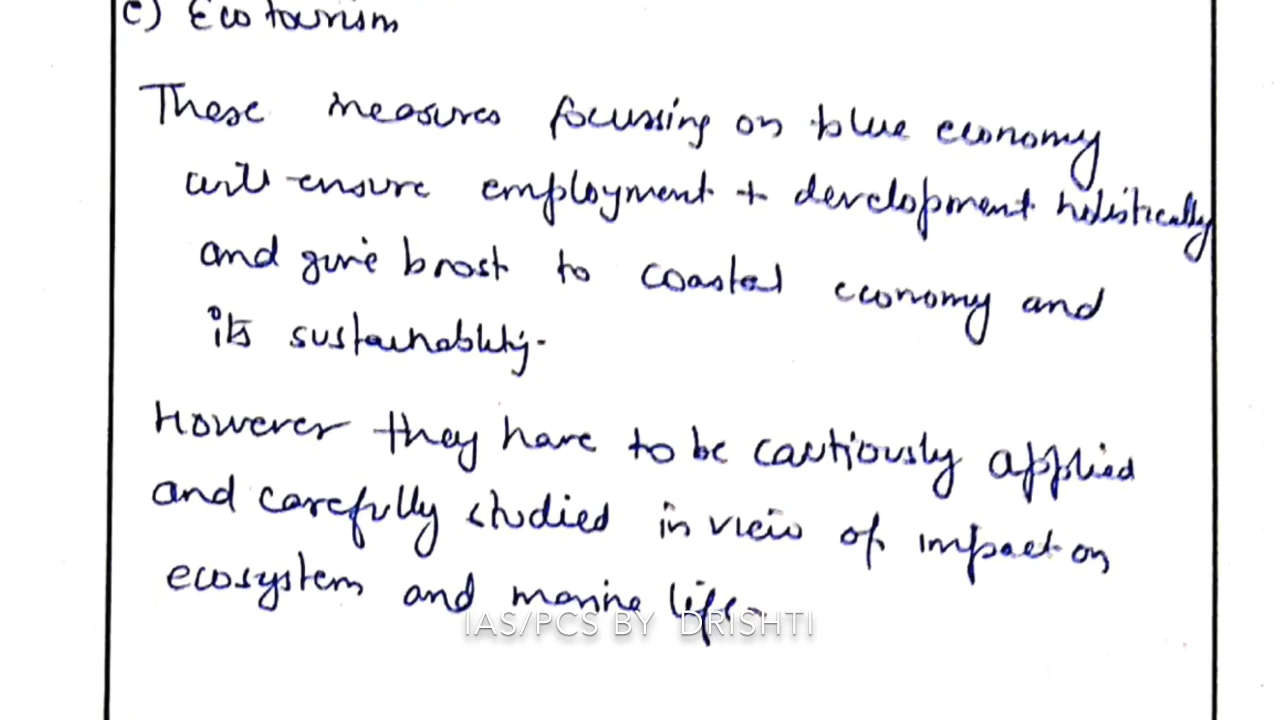 c) Ecotourism
These measures focussing on blue economy
will ensure employment + development holistically
and give boost to coastal economy and
its sustainability.
However they have to be cautiously applied
and carefully studied in view of impact on
ecosystem and marine life.
IAS/PCS BY DRISHTI